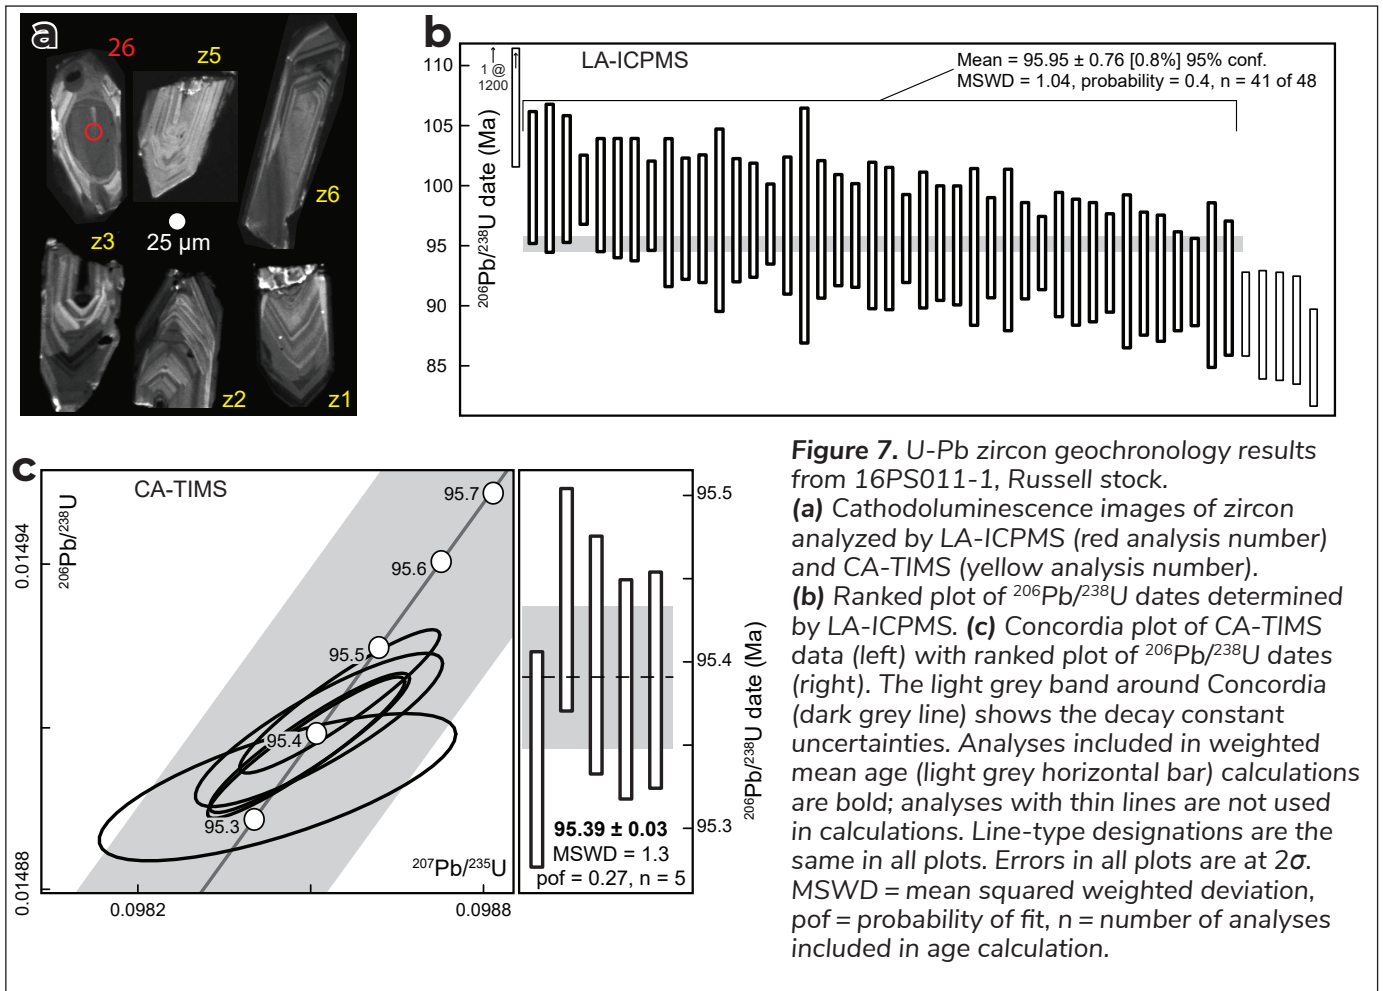 a
26
z5
z6
z3
25 µm
z2
z1
b
LA-ICPMS
1 @
1200
Mean = 95.95 ± 0.76 [0.8%] 95% conf.
MSWD = 1.04, probability = 0.4, n = 41 of 48
206Pb/238U date (Ma)
110
105
100
95
90
85
c
CA-TIMS
206Pb/238U
0.01494
0.01488
95.7
95.6
95.5
95.4
95.3
207Pb/235U
0.0982
0.0988
95.5
95.4
95.3
206Pb/238U date (Ma)
95.39 ± 0.03
MSWD = 1.3
pof = 0.27, n = 5
Figure 7. U-Pb zircon geochronology results
from 16PS011-1, Russell stock.
(a) Cathodoluminescence images of zircon
analyzed by LA-ICPMS (red analysis number)
and CA-TIMS (yellow analysis number).
(b) Ranked plot of 206Pb/238U dates determined
by LA-ICPMS. (c) Concordia plot of CA-TIMS
data (left) with ranked plot of 206Pb/238U dates
(right). The light grey band around Concordia
(dark grey line) shows the decay constant
uncertainties. Analyses included in weighted
mean age (light grey horizontal bar) calculations
are bold; analyses with thin lines are not used
in calculations. Line-type designations are the
same in all plots. Errors in all plots are at 2σ.
MSWD = mean squared weighted deviation,
pof = probability of fit, n = number of analyses
included in age calculation.